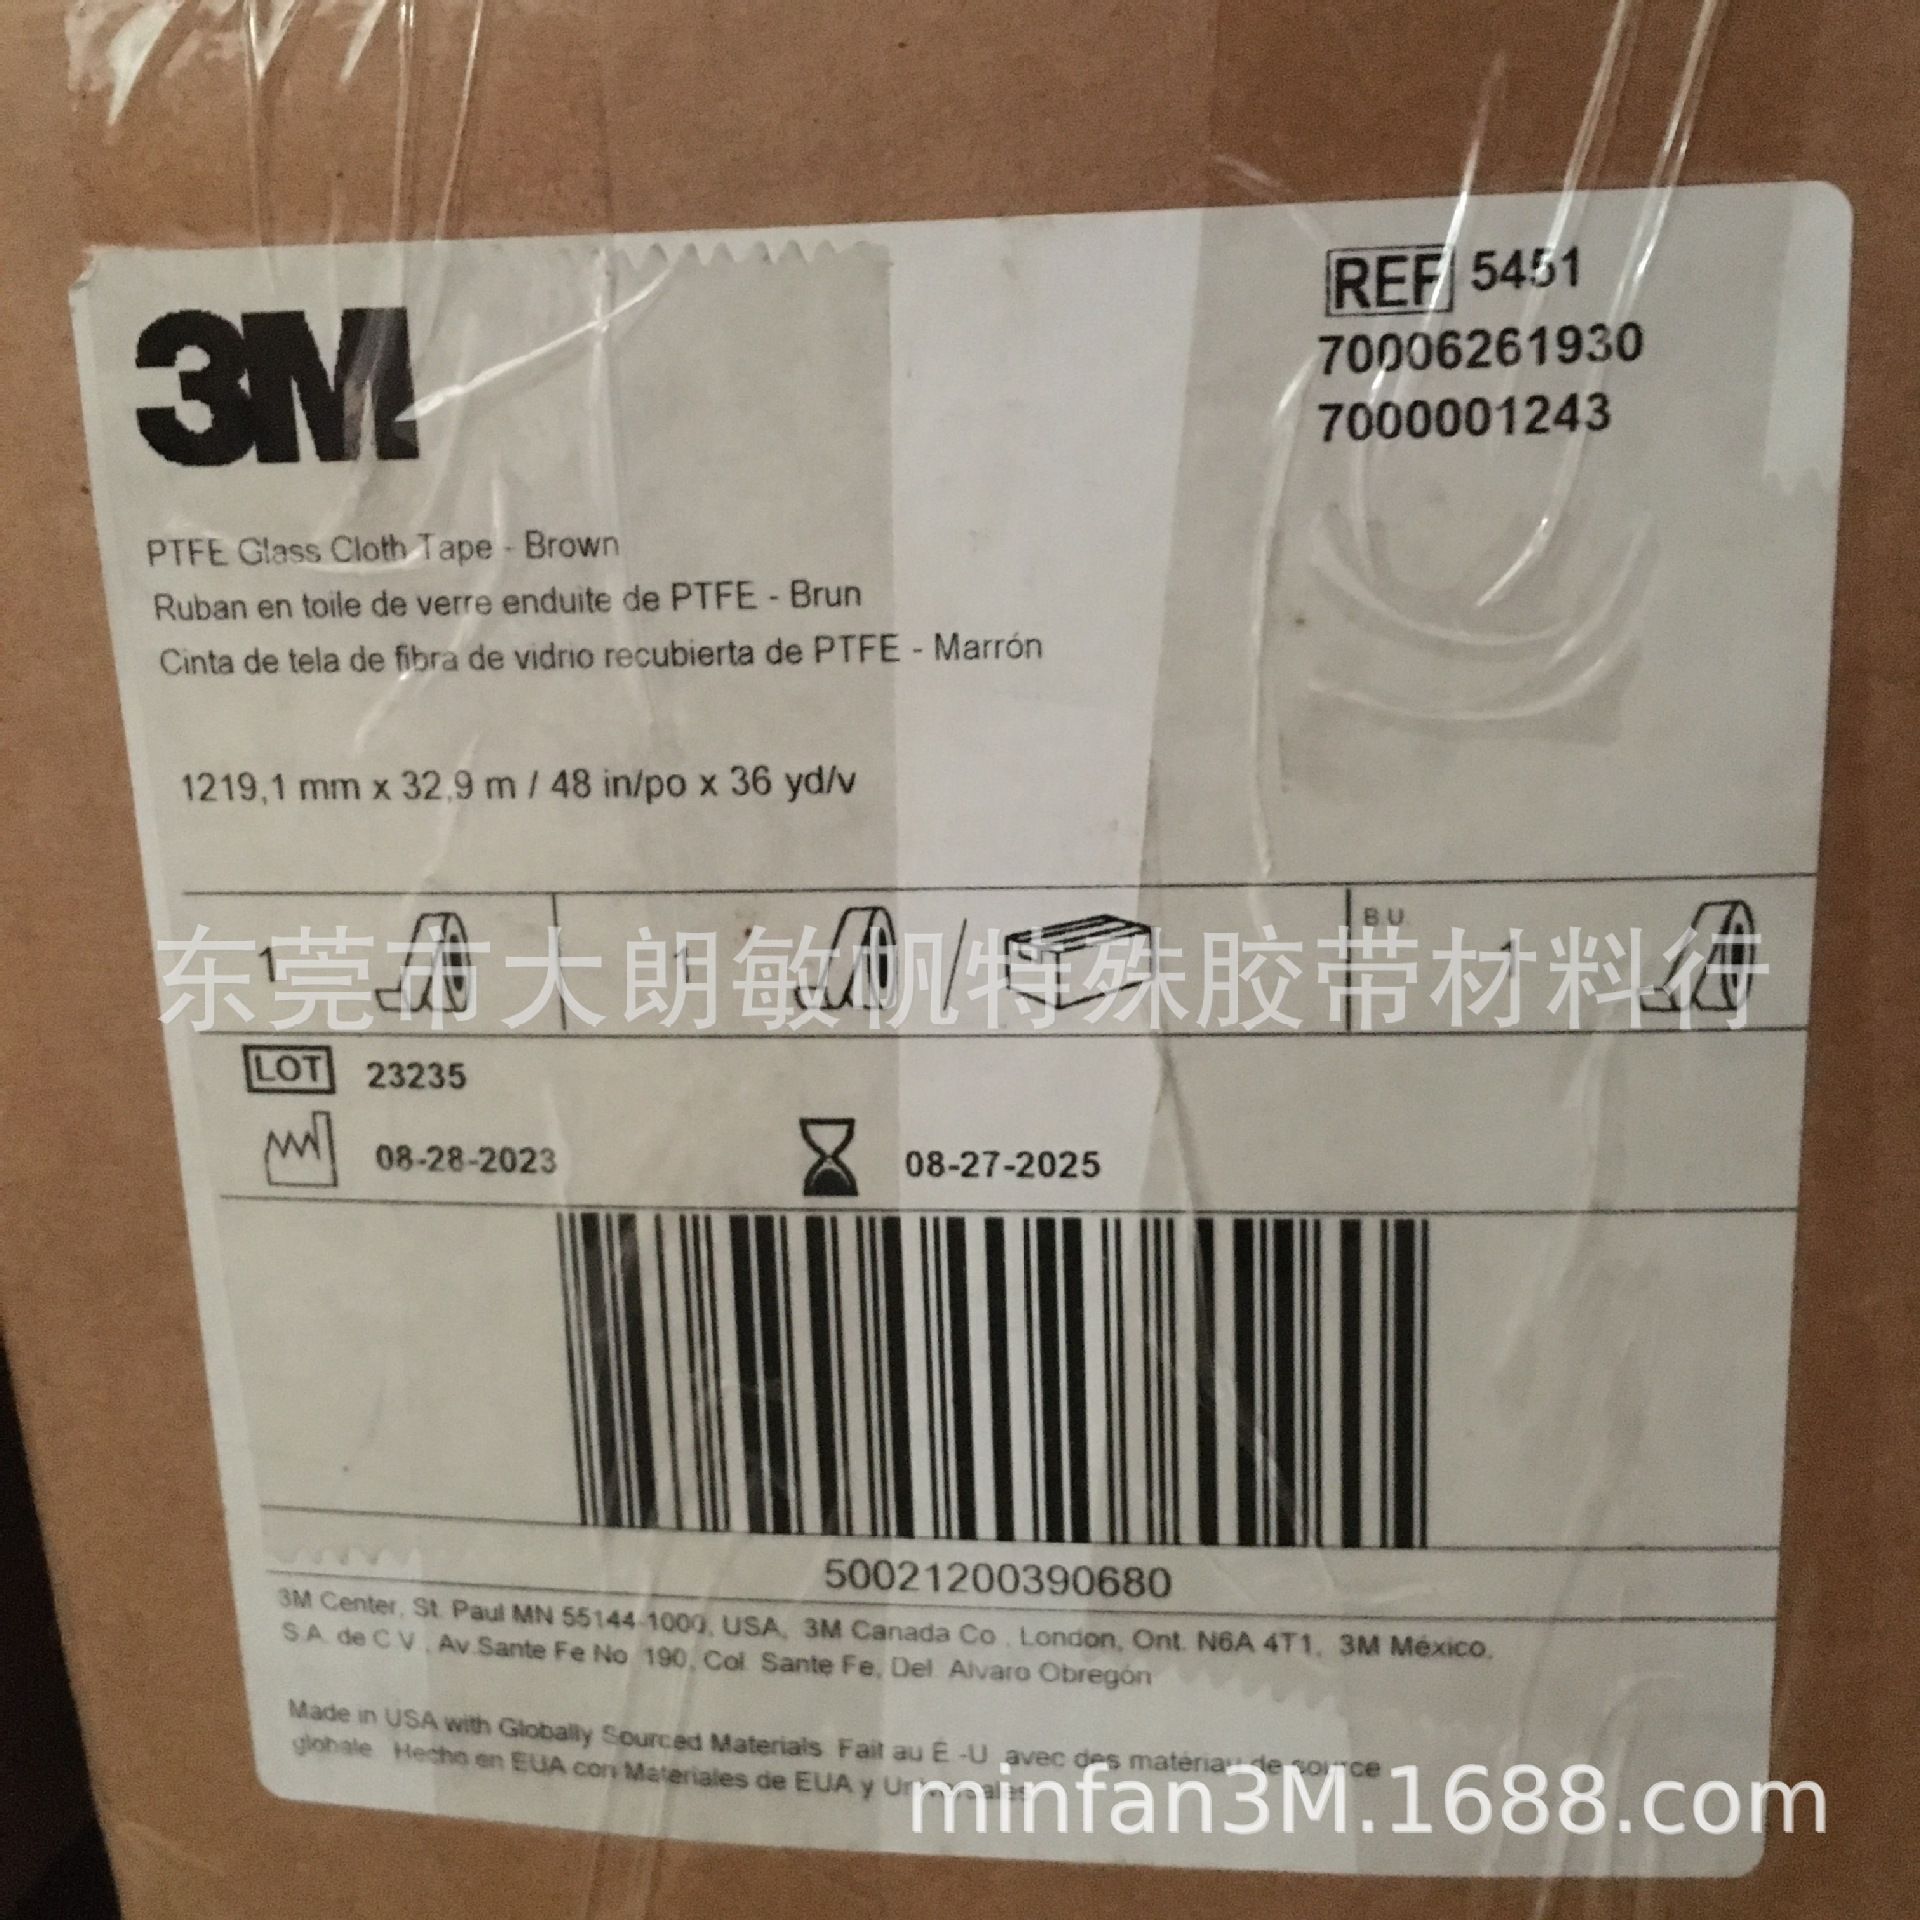 3M
REF 5451
70006261930
7000001243
PTFE Glass Cloth Tape - Brown
Ruban en toile de verre enduite de PTFE - Brun
Cinta de tela de fibra de vidrio recubierta de PTFE - Marrón
1219,1 mm x 32,9 m / 48 in/po x 36 yd/v
1 1 / B.U. 1
东莞市大朗敏帆特殊胶带材料行
LOT 23235
08-28-2023 08-27-2025
50021200390680
3M Center, St. Paul MN 55144-1000, USA, 3M Canada Co., London, Ont. N6A 4T1, 3M México,
S.A. de C.V., Av.Sante Fe No. 190, Col. Sante Fe, Del. Alvaro Obregón
Made in USA with Globally Sourced Materials. Fait au É.-U. avec des matériau de source
globale. Hecho en EUA con Materiales de EUA y
minfan3M.1688.com